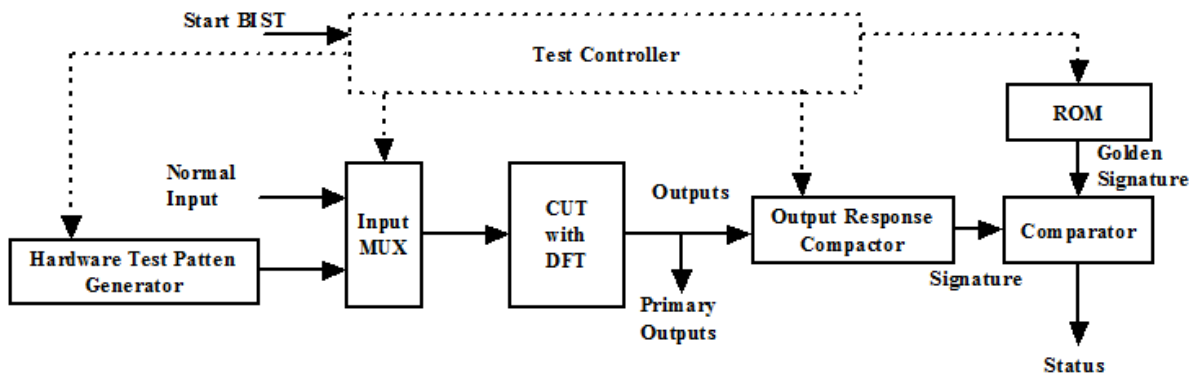 Start BIST
Test Controller
ROM
Golden
Signature
Normal
Input
Input
MUX
CUT
with
DFT
Outputs
Output Response
Compactor
Comparator
Hardware Test Patten
Generator
Signature
Primary
Outputs
Status